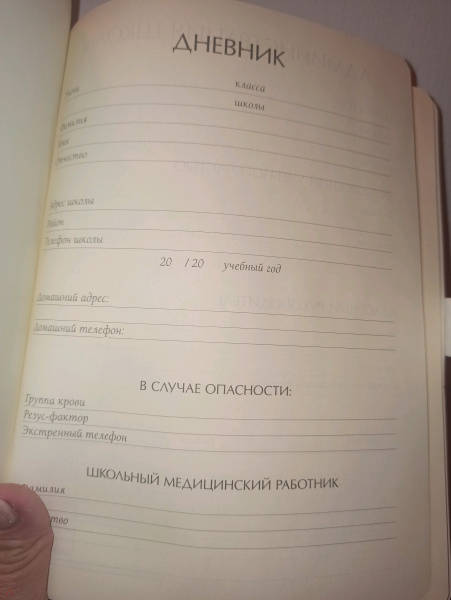 ДНЕВНИК
класса
школы
Фамилия
Имя
Отчество
Адрес школы
Район
Телефон школы
20 / 20 учебный год
Домашний адрес:
Домашний телефон:
В СЛУЧАЕ ОПАСНОСТИ:
Группа крови
Резус-фактор
Экстренный телефон
ШКОЛЬНЫЙ МЕДИЦИНСКИЙ РАБОТНИК
Фамилия